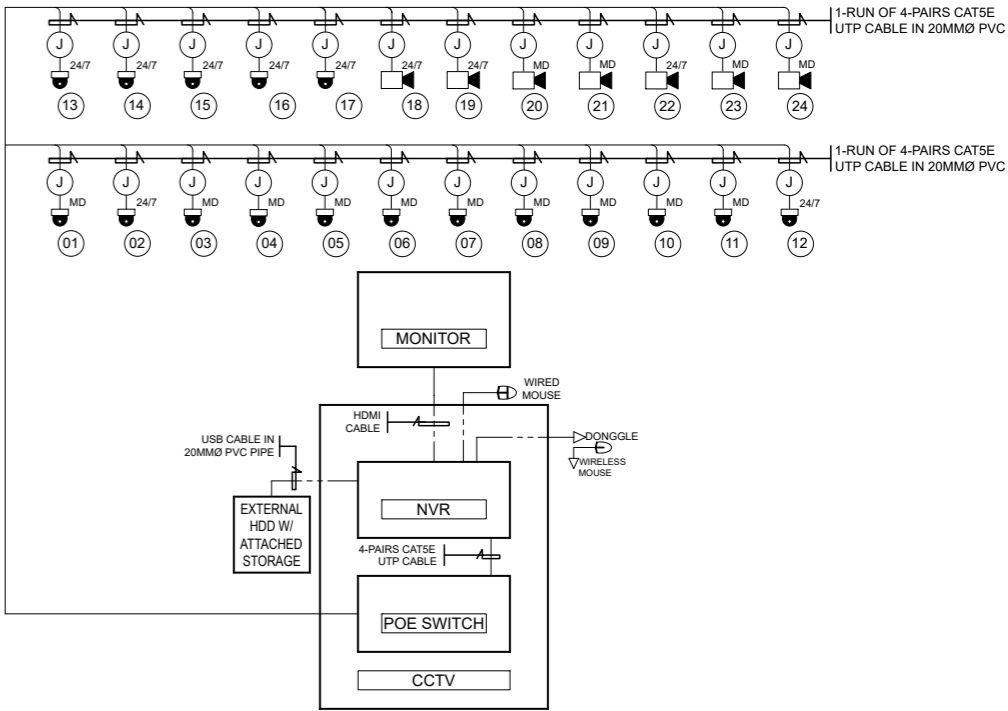 1-RUN OF 4-PAIRS CAT5E
UTP CABLE IN 20MMØ PVC
J J J J J J J J J J J J
24/7 24/7 24/7 24/7 24/7 24/7 24/7 MD MD 24/7 MD MD
13 14 15 16 17 18 19 20 21 22 23 24
1-RUN OF 4-PAIRS CAT5E
UTP CABLE IN 20MMØ PVC
J J J J J J J J J J J J
MD 24/7 MD MD MD MD MD MD MD MD MD 24/7
01 02 03 04 05 06 07 08 09 10 11 12
MONITOR
WIRED
MOUSE
HDMI
CABLE
USB CABLE IN
20MMØ PVC PIPE
DONGGLE
WIRELESS
MOUSE
EXTERNAL
HDD W/
ATTACHED
STORAGE
NVR
4-PAIRS CAT5E
UTP CABLE
POE SWITCH
CCTV